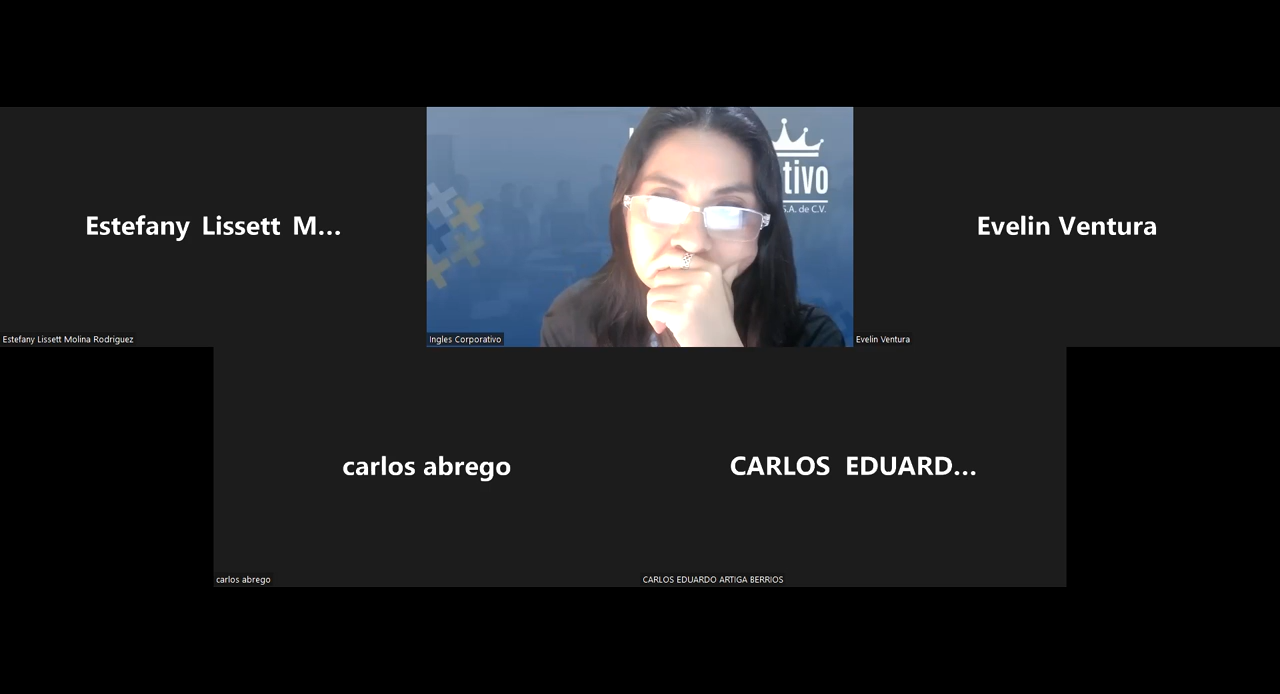 Estefany Lissett M...
Estefany Lissett Molina Rodriguez
tivo
S.A. de C.V.
Ingles Corporativo
Evelin Ventura
Evelin Ventura
carlos abrego
carlos abrego
CARLOS EDUARD...
CARLOS EDUARDO ARTIGA BERRIOS